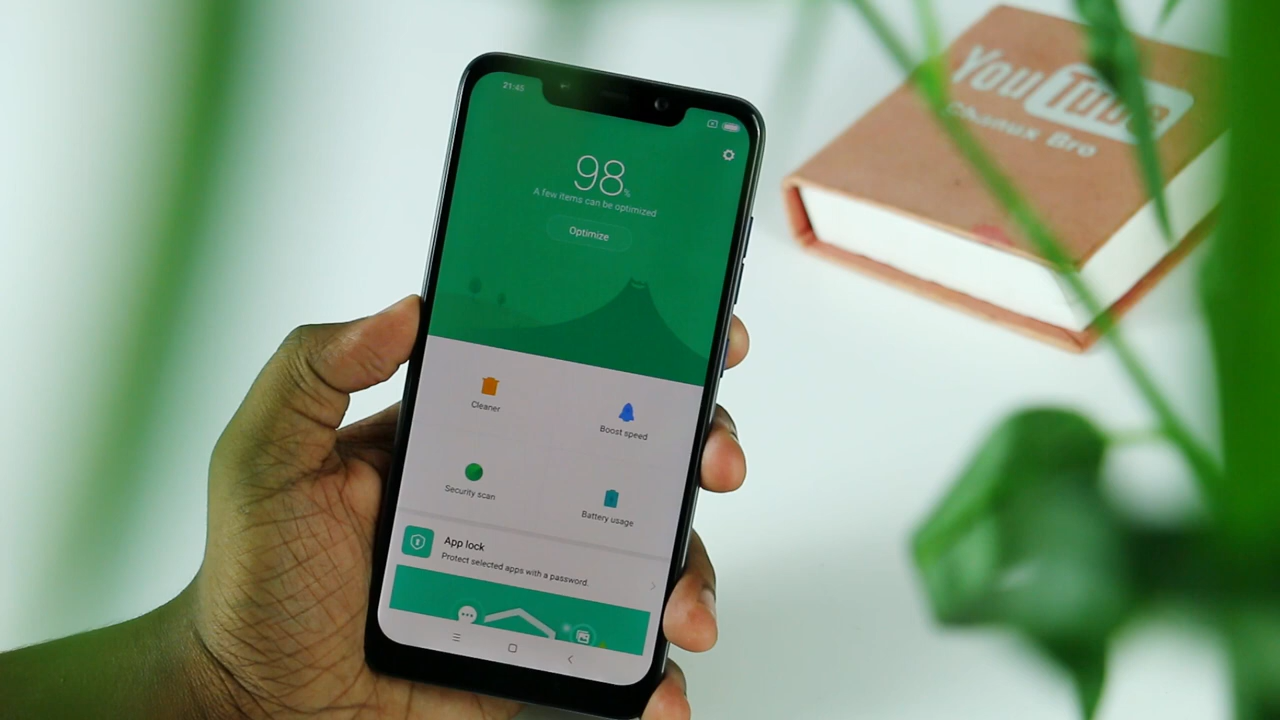 21:45
98%
A few items can be optimized
Optimize
Cleaner
Boost speed
Security scan
Battery usage
App lock
Protect selected apps with a password.
YouTube
Chanux Bro